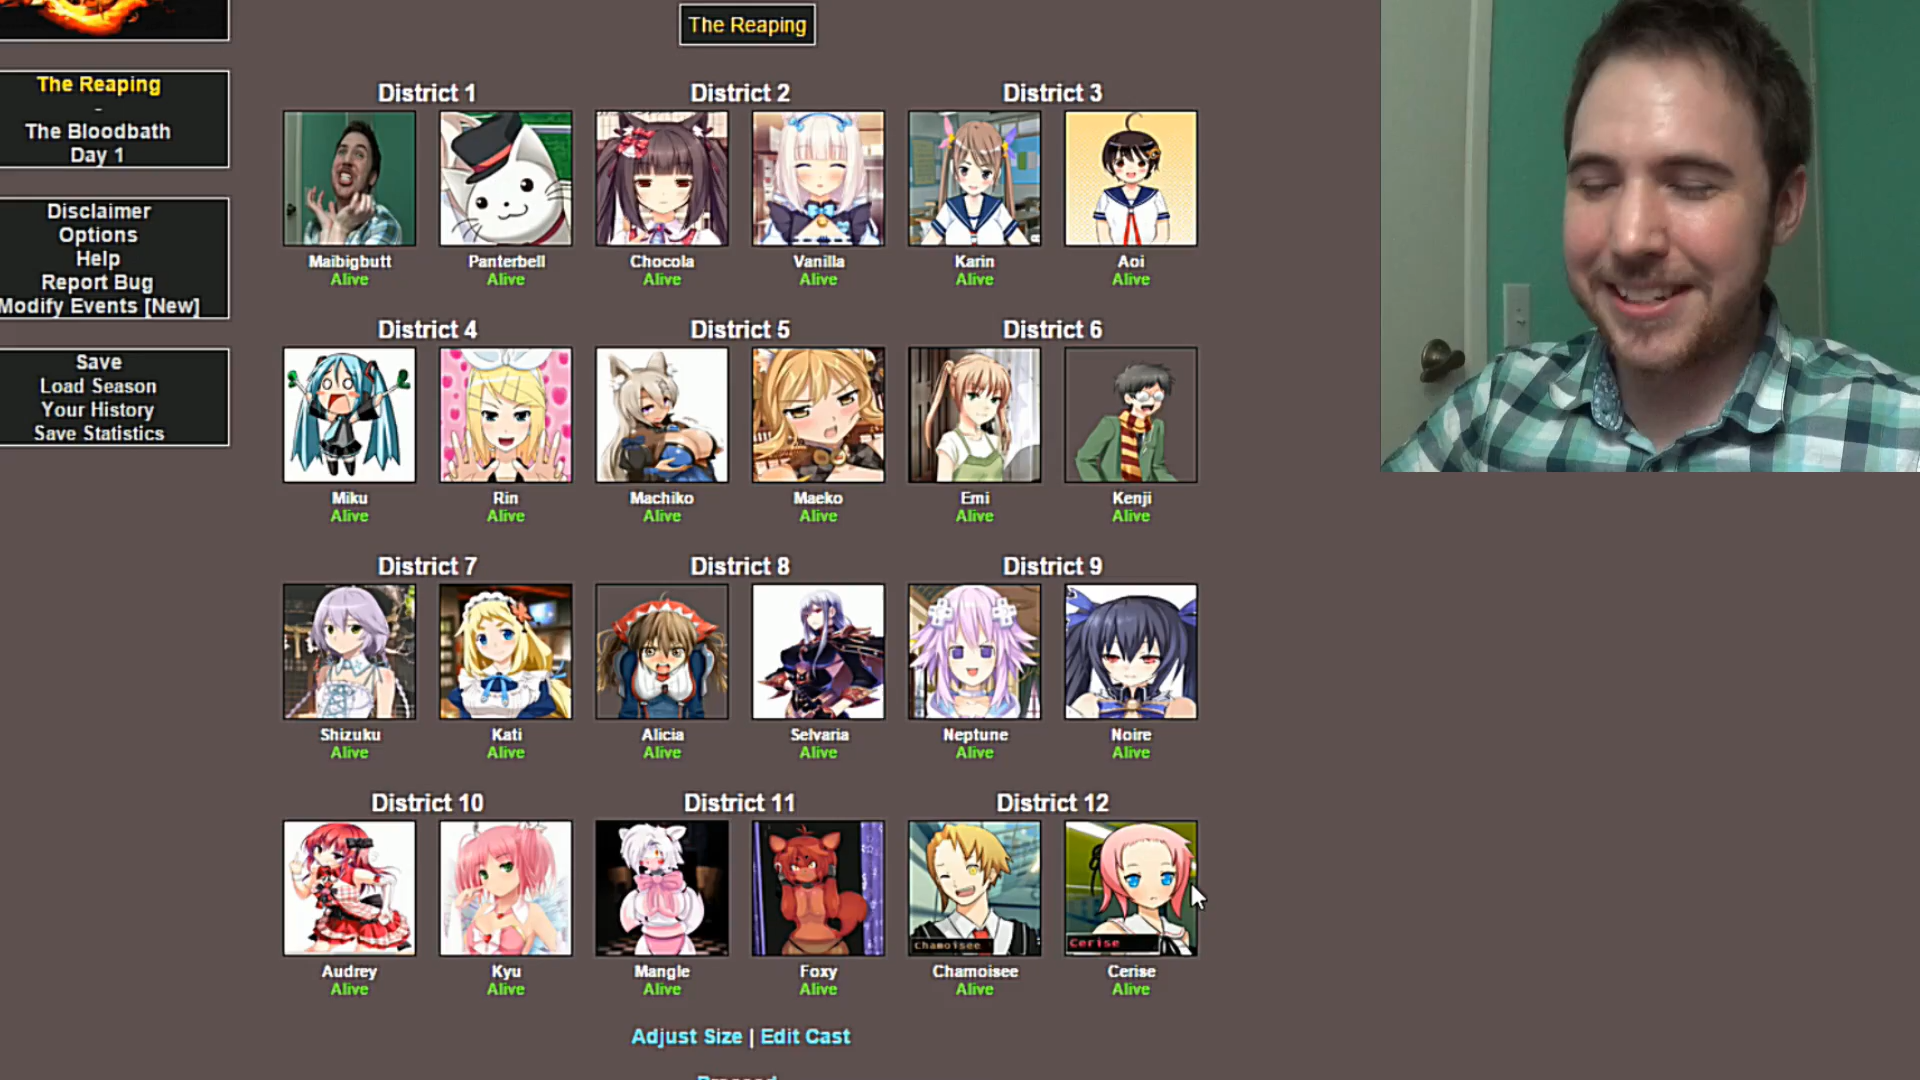 The Reaping
The Reaping
-
The Bloodbath
Day 1
Disclaimer
Options
Help
Report Bug
Modify Events [New]
Save
Load Season
Your History
Save Statistics
District 1
District 2
District 3
Maibigbutt
Panterbell
Chocola
Vanilla
Karin
Aoi
Alive
Alive
Alive
Alive
Alive
Alive
District 4
District 5
District 6
Miku
Rin
Machiko
Maeko
Emi
Kenji
Alive
Alive
Alive
Alive
Alive
Alive
District 7
District 8
District 9
Shizuku
Kati
Alicia
Selvaria
Neptune
Noire
Alive
Alive
Alive
Alive
Alive
Alive
District 10
District 11
District 12
Chamoisee
Cerise
Audrey
Kyu
Mangle
Foxy
Chamoisee
Cerise
Alive
Alive
Alive
Alive
Alive
Alive
Adjust Size | Edit Cast
Proceed